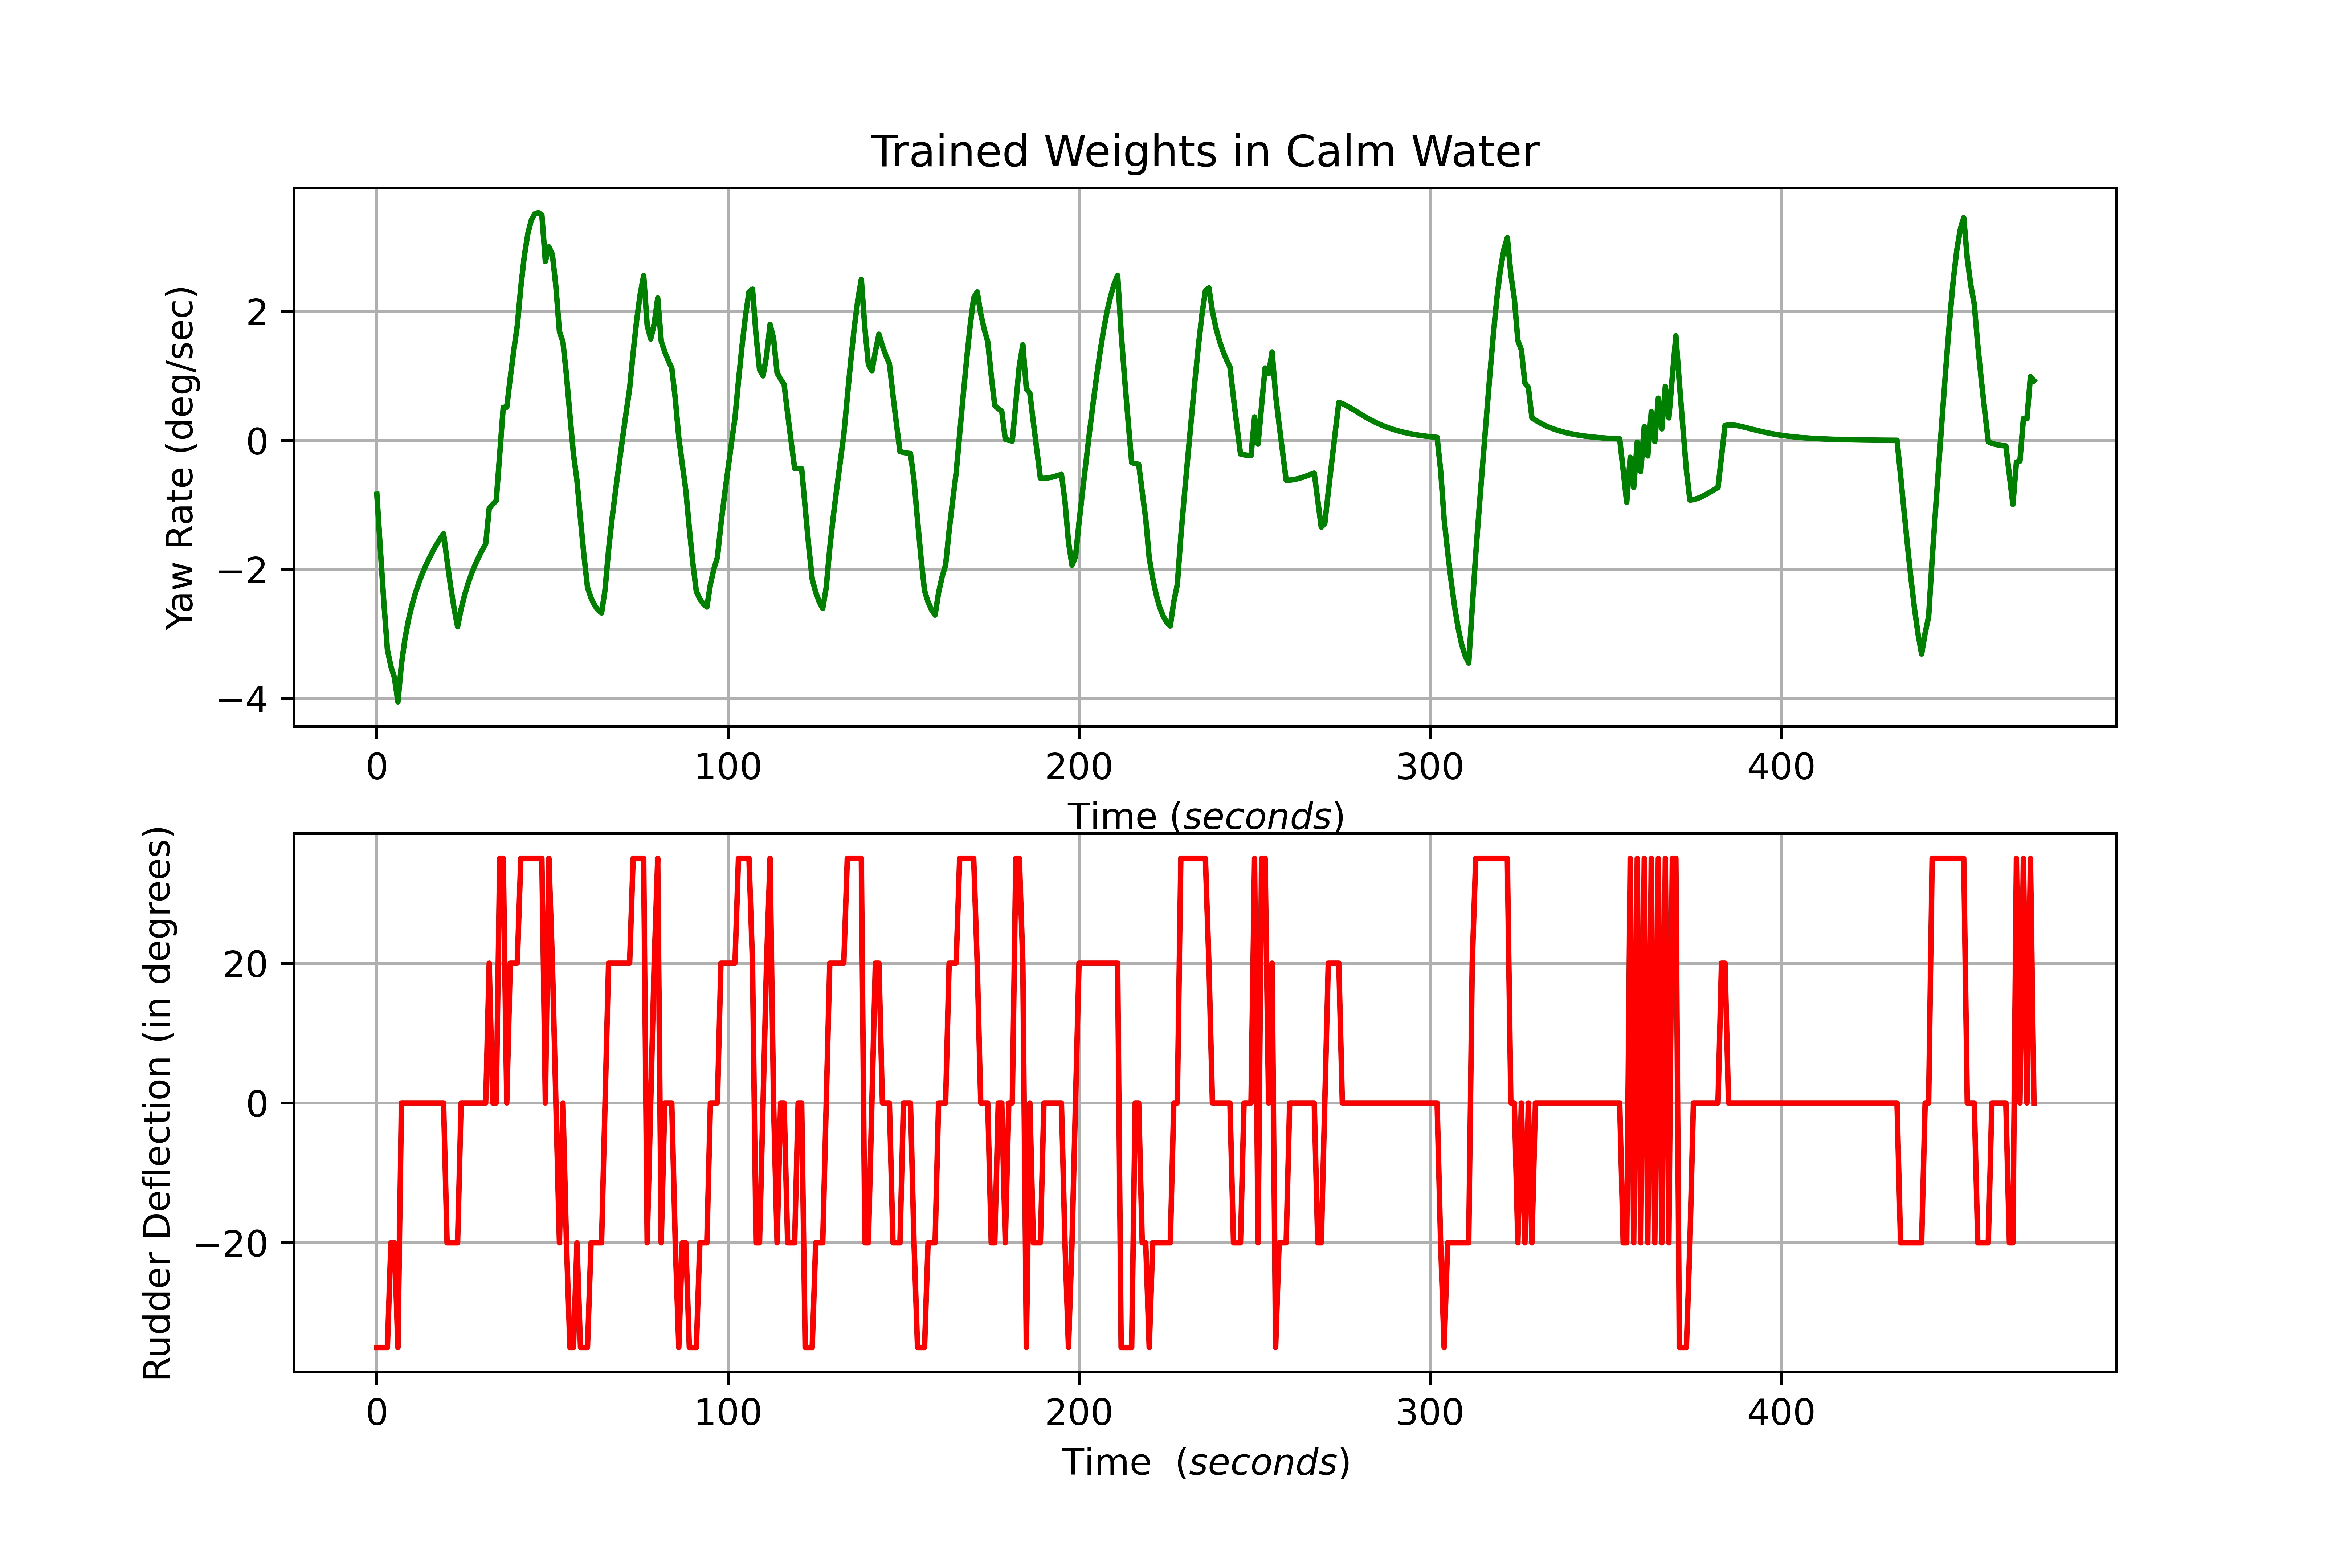 Trained Weights in Calm Water
Yaw Rate (deg/sec)
2
0
−2
−4
0 100 200 300 400
Time (seconds)
Rudder Deflection (in degrees)
20
0
−20
0 100 200 300 400
Time (seconds)